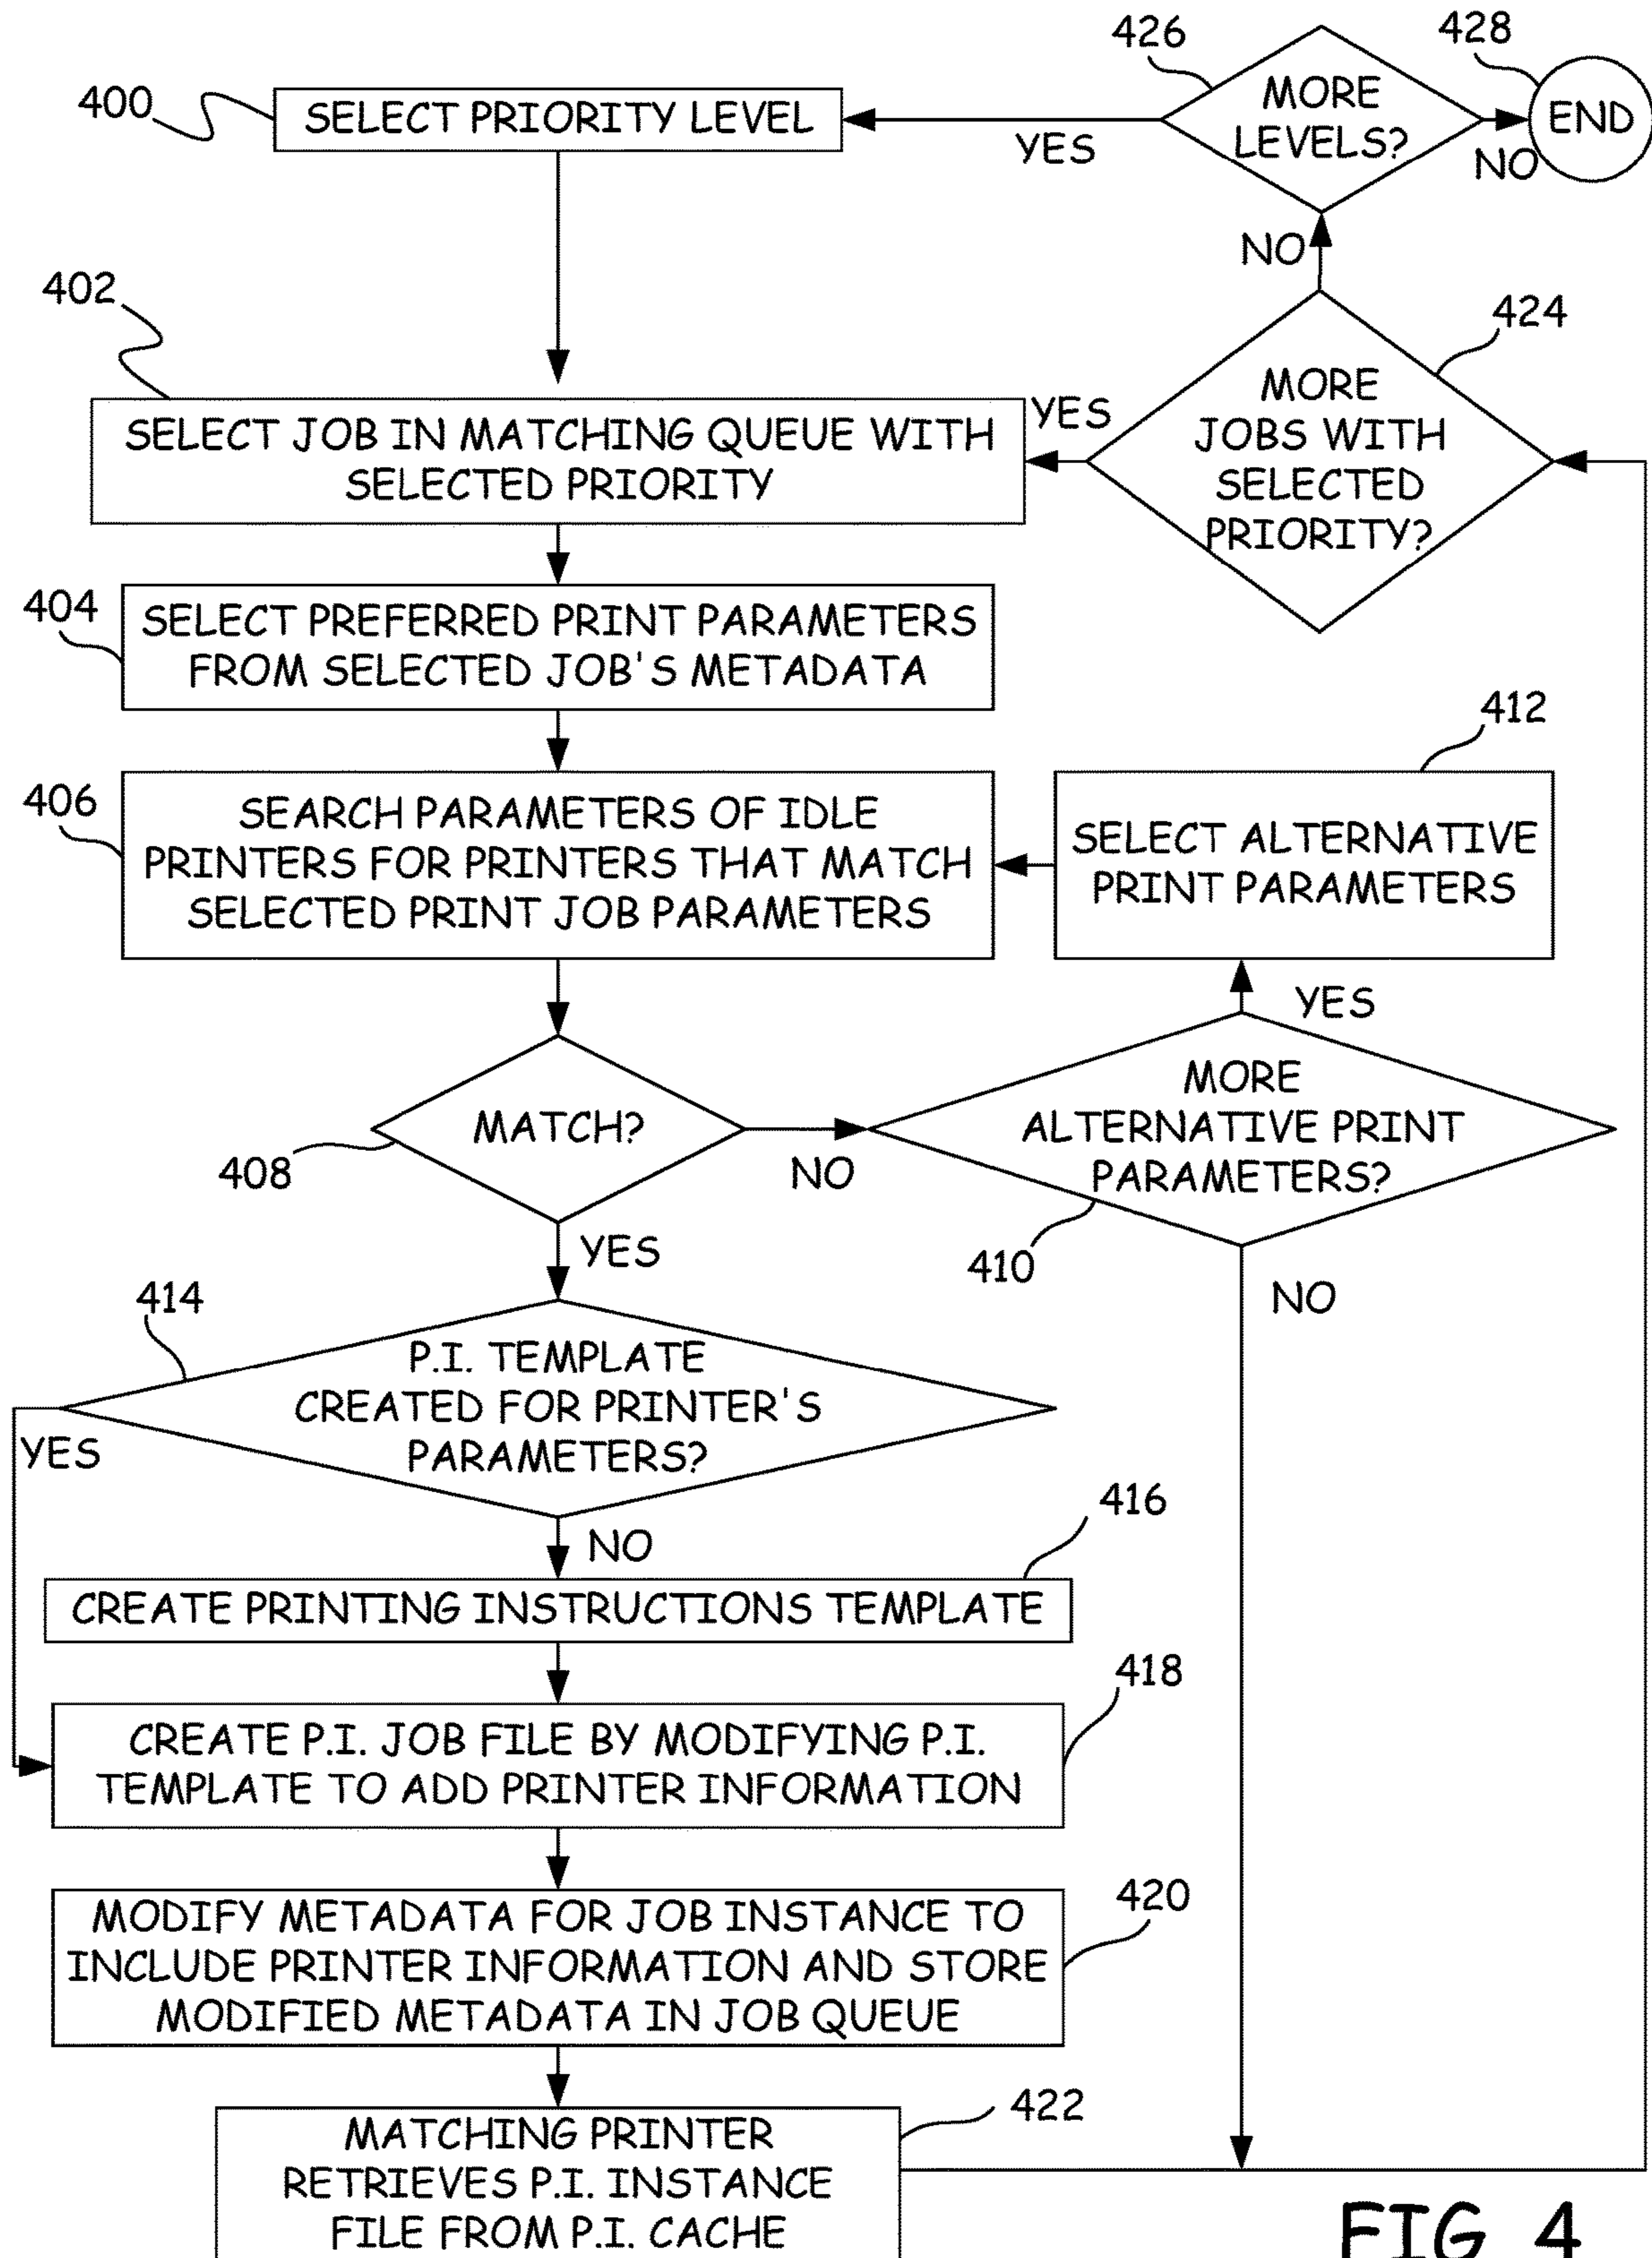 426
428
400
SELECT PRIORITY LEVEL
MORE
LEVELS?
END
YES
NO
NO
402
424
SELECT JOB IN MATCHING QUEUE WITH
SELECTED PRIORITY
YES
MORE
JOBS WITH
SELECTED
PRIORITY?
404
SELECT PREFERRED PRINT PARAMETERS
FROM SELECTED JOB'S METADATA
412
406
SEARCH PARAMETERS OF IDLE
PRINTERS FOR PRINTERS THAT MATCH
SELECTED PRINT JOB PARAMETERS
SELECT ALTERNATIVE
PRINT PARAMETERS
YES
MATCH?
408
NO
MORE
ALTERNATIVE PRINT
PARAMETERS?
410
YES
NO
414
P.I. TEMPLATE
CREATED FOR PRINTER'S
PARAMETERS?
YES
NO
416
CREATE PRINTING INSTRUCTIONS TEMPLATE
418
CREATE P.I. JOB FILE BY MODIFYING P.I.
TEMPLATE TO ADD PRINTER INFORMATION
420
MODIFY METADATA FOR JOB INSTANCE TO
INCLUDE PRINTER INFORMATION AND STORE
MODIFIED METADATA IN JOB QUEUE
422
MATCHING PRINTER
RETRIEVES P.I. INSTANCE
FILE FROM P.I. CACHE
FIG 4